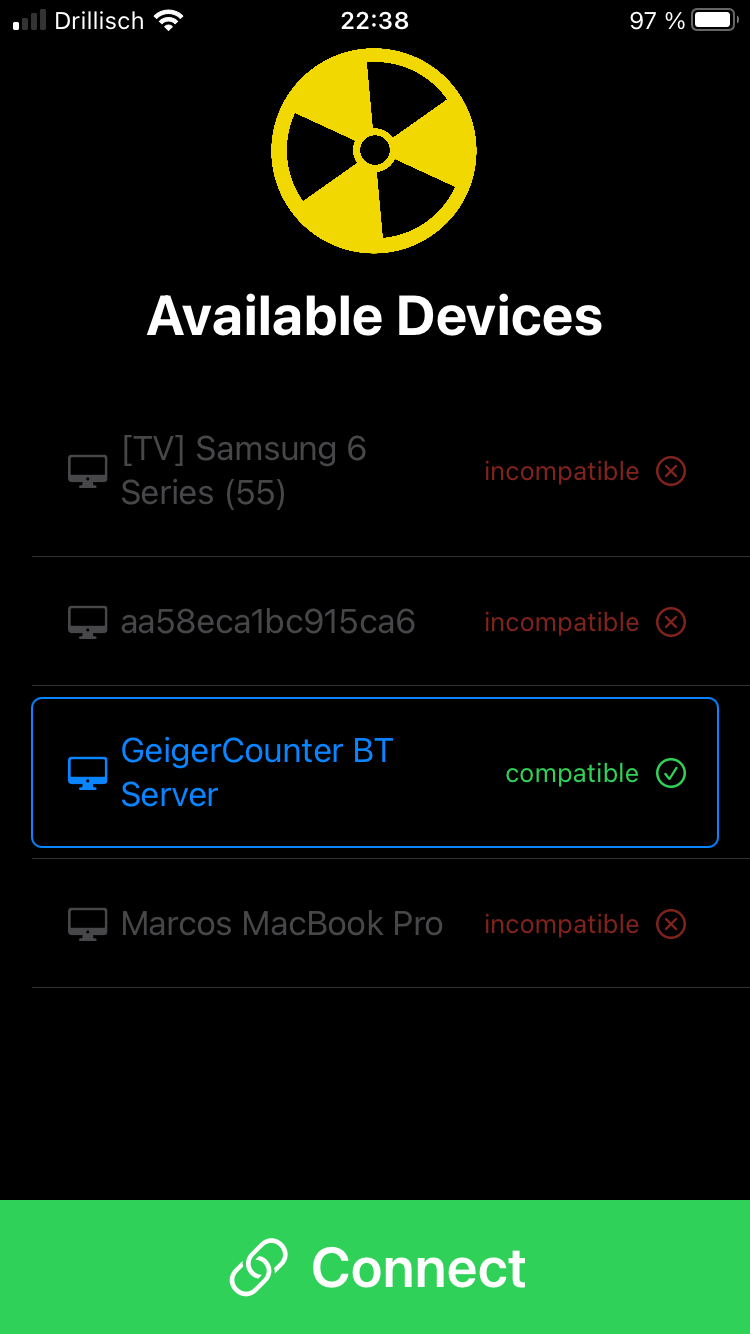 Drillisch 22:38 97 %
Available Devices
[TV] Samsung 6
Series (55)
incompatible
aa58eca1bc915ca6 incompatible
GeigerCounter BT
Server
compatible
Marcos MacBook Pro incompatible
Connect